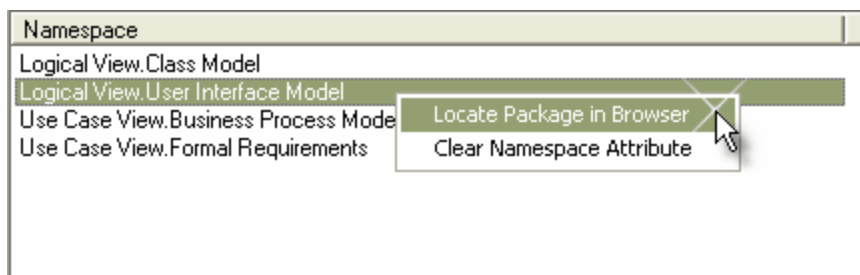 Namespace
Logical View.Class Model
Logical View.User Interface Model
Locate Package in Browser
Use Case View.Business Process Mode
Clear Namespace Attribute
Use Case View.Formal Requirements